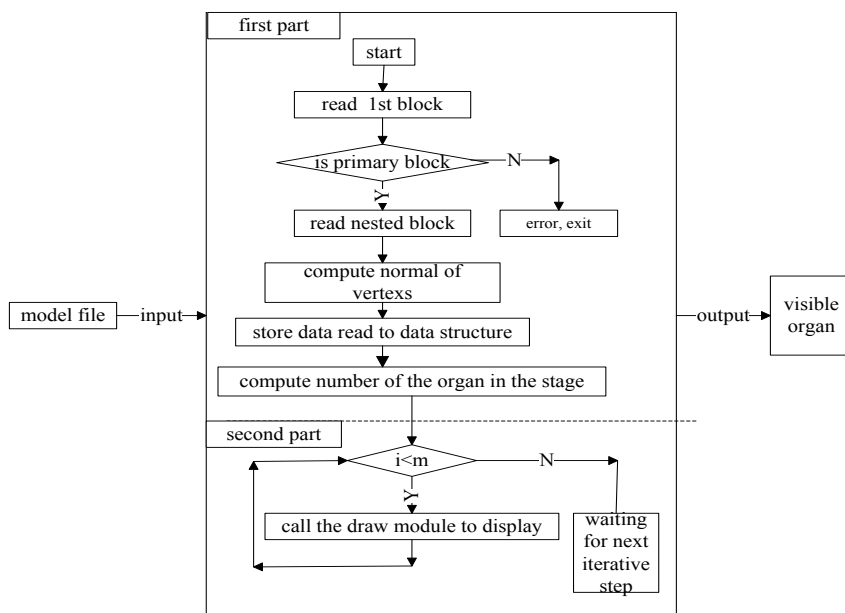 first part
start
read 1st block
is primary block
N
Y
read nested block
error, exit
compute normal of
vertexs
model file
input
store data read to data structure
output
visible
organ
compute number of the organ in the stage
second part
i<m
N
Y
call the draw module to display
waiting
for next
iterative
step